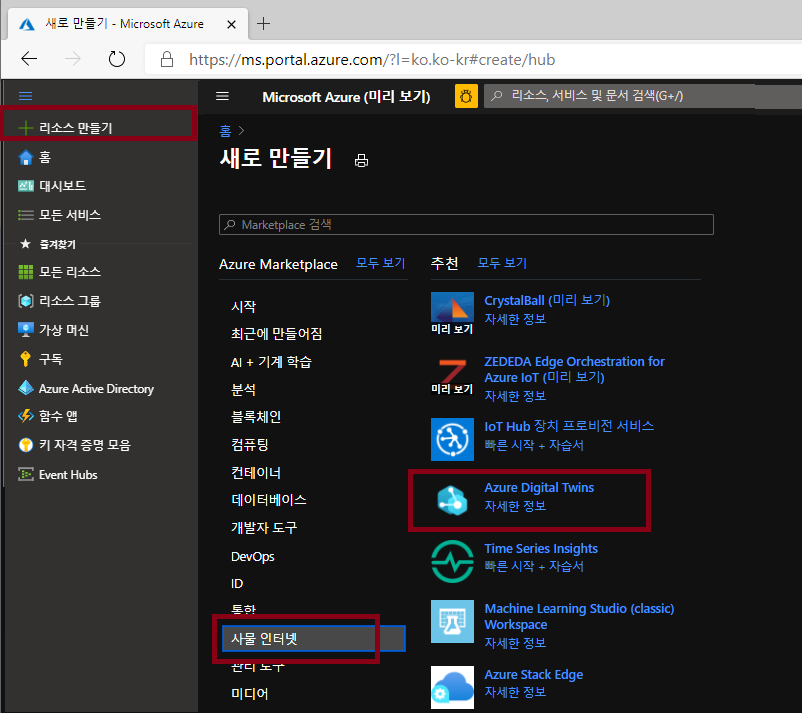 새로 만들기 - Microsoft Azure
https://ms.portal.azure.com/?l=ko.ko-kr#create/hub
Microsoft Azure (미리 보기)
리소스, 서비스 및 문서 검색(G+/)
리소스 만들기
홈
대시보드
모든 서비스
즐겨찾기
모든 리소스
리소스 그룹
가상 머신
구독
Azure Active Directory
함수 앱
키 자격 증명 모음
Event Hubs
홈
새로 만들기
Marketplace 검색
Azure Marketplace 모두 보기
시작
최근에 만들어짐
AI + 기계 학습
분석
블록체인
컴퓨팅
컨테이너
데이터베이스
개발자 도구
DevOps
ID
통합
사물 인터넷
관리 도구
미디어
추천 모두 보기
CrystalBall (미리 보기)
자세한 정보
미리 보기
ZEDEDA Edge Orchestration for
Azure IoT (미리 보기)
자세한 정보
미리 보기
IoT Hub 장치 프로비전 서비스
빠른 시작 + 자습서
Azure Digital Twins
자세한 정보
Time Series Insights
빠른 시작 + 자습서
Machine Learning Studio (classic)
Workspace
자세한 정보
Azure Stack Edge
자세한 정보